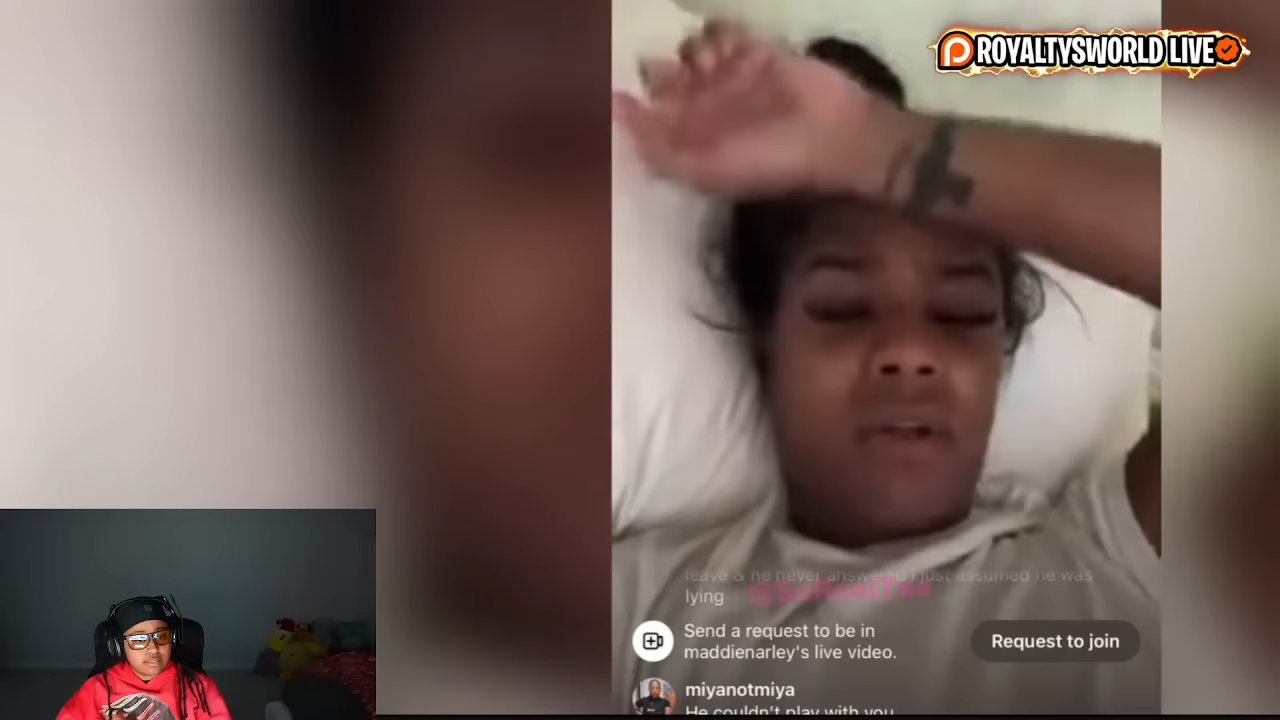 ROYALTYSWORLD LIVE
leave & he never answered I just assumed he was
lying
@SoRealTea
Send a request to be in
maddienarley's live video.
Request to join
miyanotmiya
He couldn't play with you